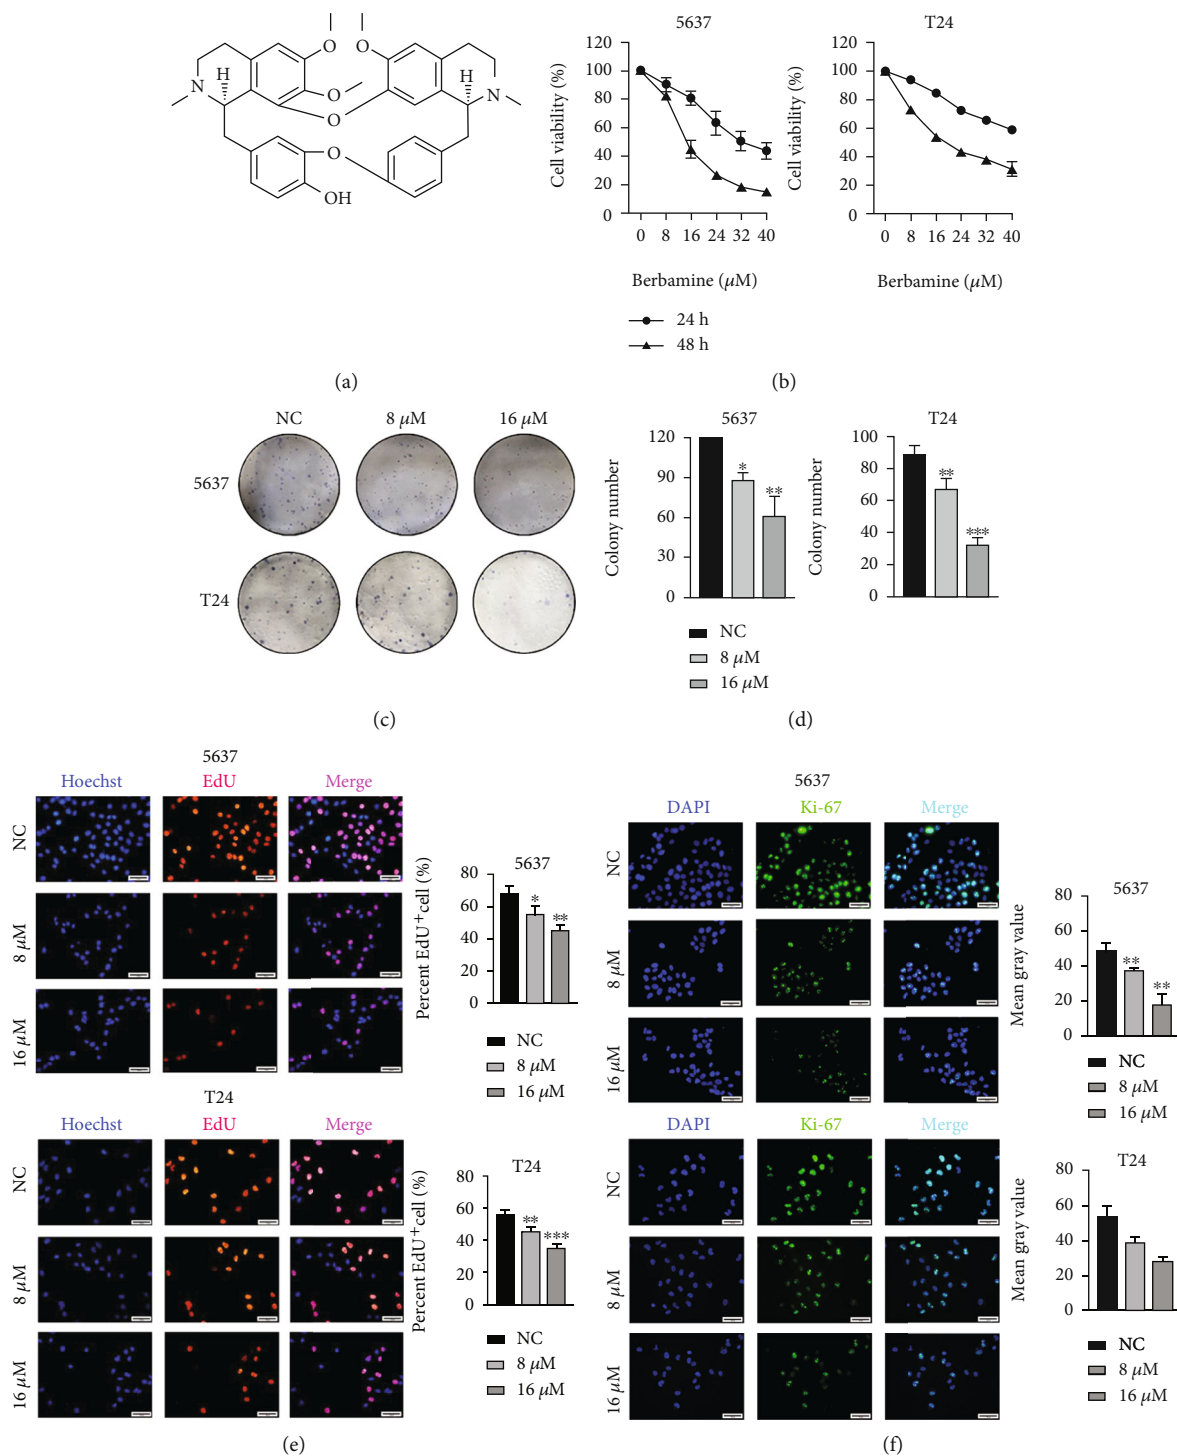 O
O
H
H
N
N
O
O
O
OH
(a)
5637
T24
Cell viability (%)
120
100
80
60
40
20
0
0 8 16 24 32 40
Berbamine (μM)
Cell viability (%)
120
100
80
60
40
20
0
0 8 16 24 32 40
Berbamine (μM)
24 h
48 h
(b)
NC 8 μM 16 μM
5637
T24
(c)
5637
Colony number
120
90
60
30
0
*
**
T24
Colony number
100
80
60
40
20
0
**
***
NC
8 μM
16 μM
(d)
5637
Hoechst EdU Merge
NC
8 μM
16 μM
5637
Percent EdU+ cell (%)
80
60
40
20
0
*
**
NC
8 μM
16 μM
T24
Hoechst EdU Merge
NC
8 μM
16 μM
T24
Percent EdU+ cell (%)
80
60
40
20
0
**
***
NC
8 μM
16 μM
(e)
5637
DAPI Ki-67 Merge
NC
8 μM
16 μM
5637
Mean gray value
80
60
40
20
0
**
**
NC
8 μM
16 μM
DAPI Ki-67 Merge
NC
8 μM
16 μM
T24
Mean gray value
80
60
40
20
0
NC
8 μM
16 μM
(f)